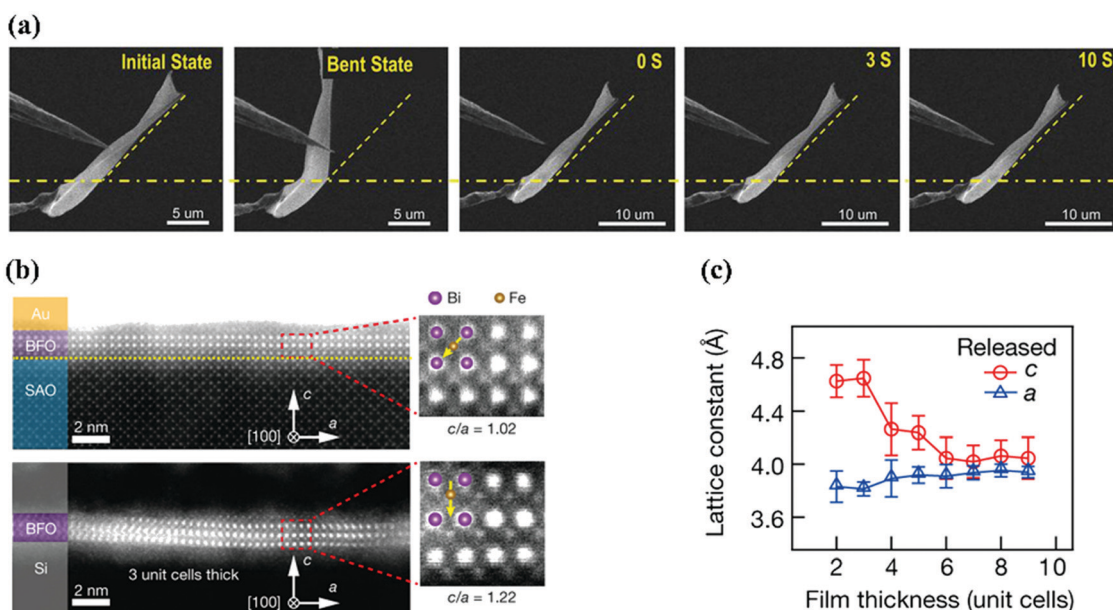 (a)
Initial State
Bent State
0 S
3 S
10 S
5 um
5 um
10 um
10 um
10 um
(b)
Au
BFO
SAO
2 nm
[100]
c
a
Bi
Fe
c/a = 1.02
BFO
Si
2 nm
3 unit cells thick
[100]
c
a
c/a = 1.22
(c)
Lattice constant (Å)
4.8
4.4
4.0
3.6
Released
c
a
2 4 6 8 10
Film thickness (unit cells)